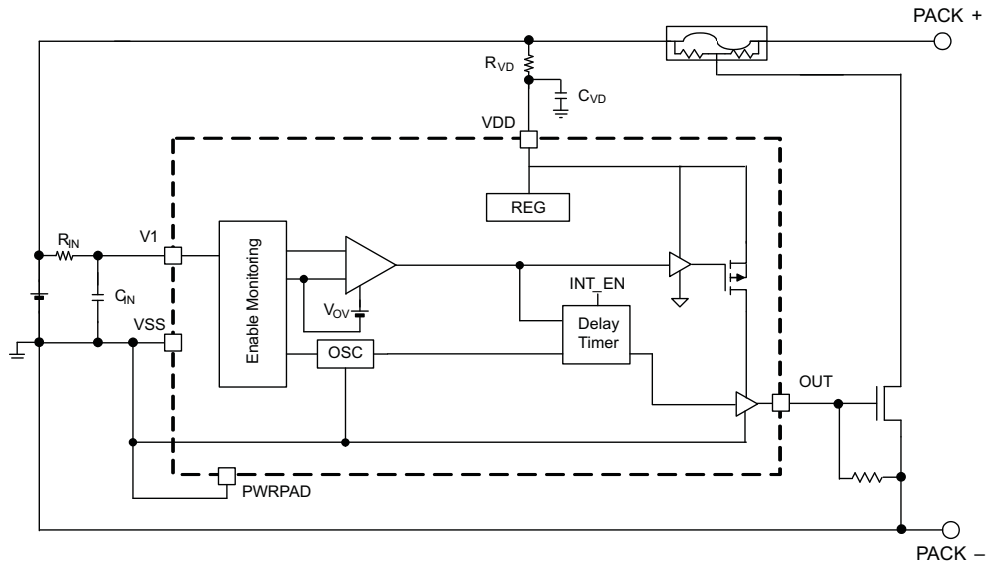 PACK +
RVD
CVD
VDD
REG
RIN
V1
CIN
VSS
Enable Monitoring
VOV
INT_EN
Delay
Timer
OSC
OUT
PWRPAD
PACK –